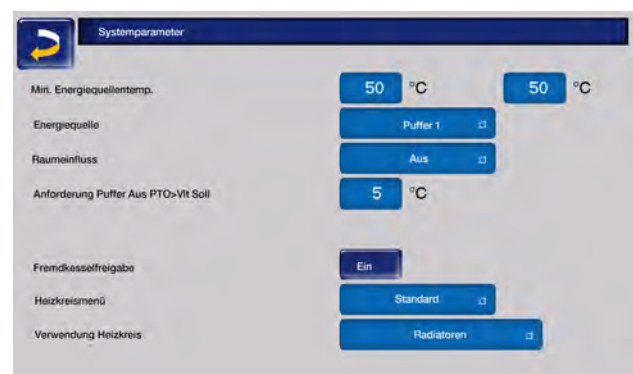 Systemparameter
Min. Energiequellentemp. 50 °C 50 °C
Energiequelle Puffer 1
Raumeinfluss Aus
Anforderung Puffer Aus PTO>Vlt Soll 5 °C
Fremdkesselfreigabe Ein
Heizkreismenü Standard
Verwendung Heizkreis Radiatoren